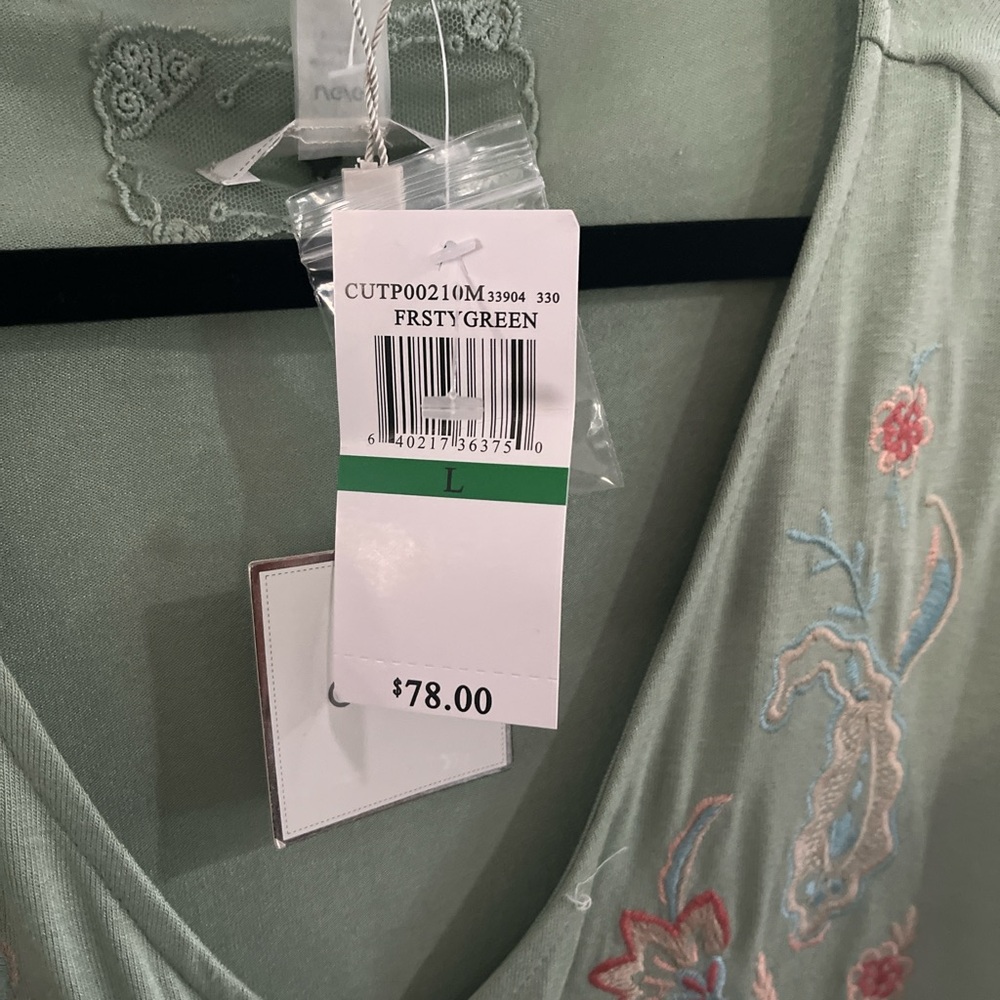 CUTP00210M 33904 330
FRSTYGREEN
6 40217 36375 0
L
$78.00